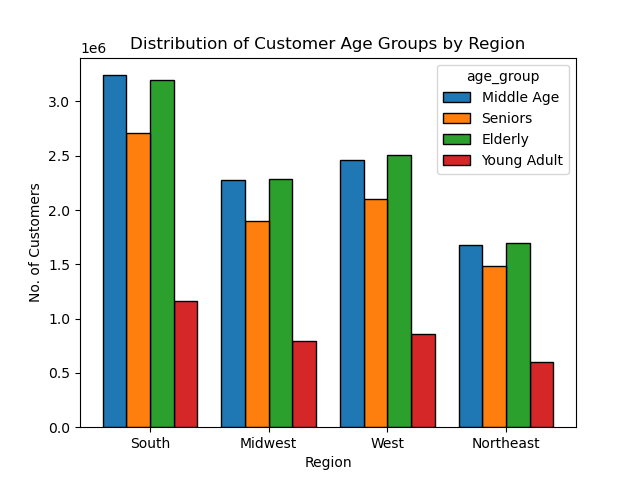 Distribution of Customer Age Groups by Region
1e6
age_group
Middle Age
Seniors
Elderly
Young Adult
No. of Customers
3.0
2.5
2.0
1.5
1.0
0.5
0.0
South Midwest West Northeast
Region